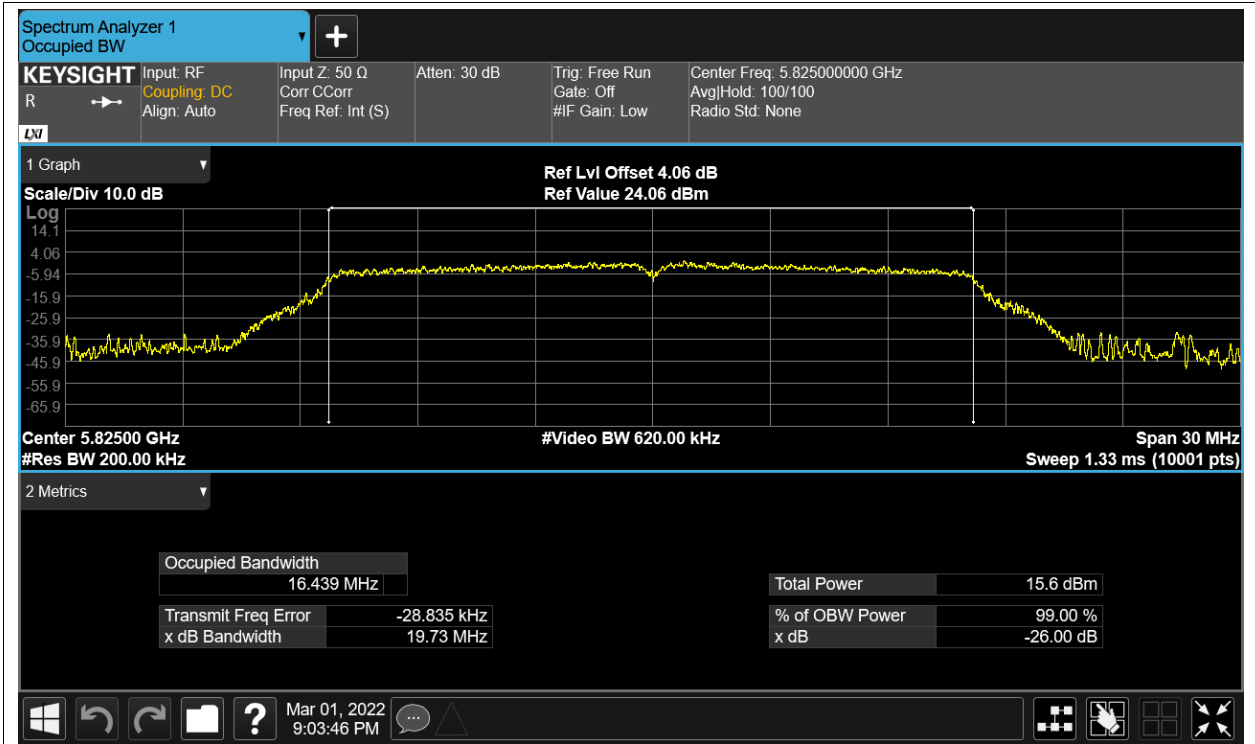 Spectrum Analyzer 1
Occupied BW
KEYSIGHT
R
LXI
Input: RF
Coupling: DC
Align: Auto
Input Z: 50 Ω
Corr CCorr
Freq Ref: Int (S)
Atten: 30 dB
Trig: Free Run
Gate: Off
#IF Gain: Low
Center Freq: 5.825000000 GHz
Avg|Hold: 100/100
Radio Std: None
1 Graph
Scale/Div 10.0 dB
Ref Lvl Offset 4.06 dB
Ref Value 24.06 dBm
Log
14.1
4.06
-5.94
-15.9
-25.9
-35.9
-45.9
-55.9
-65.9
Center 5.82500 GHz
#Video BW 620.00 kHz
Span 30 MHz
#Res BW 200.00 kHz
Sweep 1.33 ms (10001 pts)
2 Metrics
Occupied Bandwidth
16.439 MHz
Transmit Freq Error -28.835 kHz
x dB Bandwidth 19.73 MHz
Total Power 15.6 dBm
% of OBW Power 99.00 %
x dB -26.00 dB
?
Mar 01, 2022
9:03:46 PM